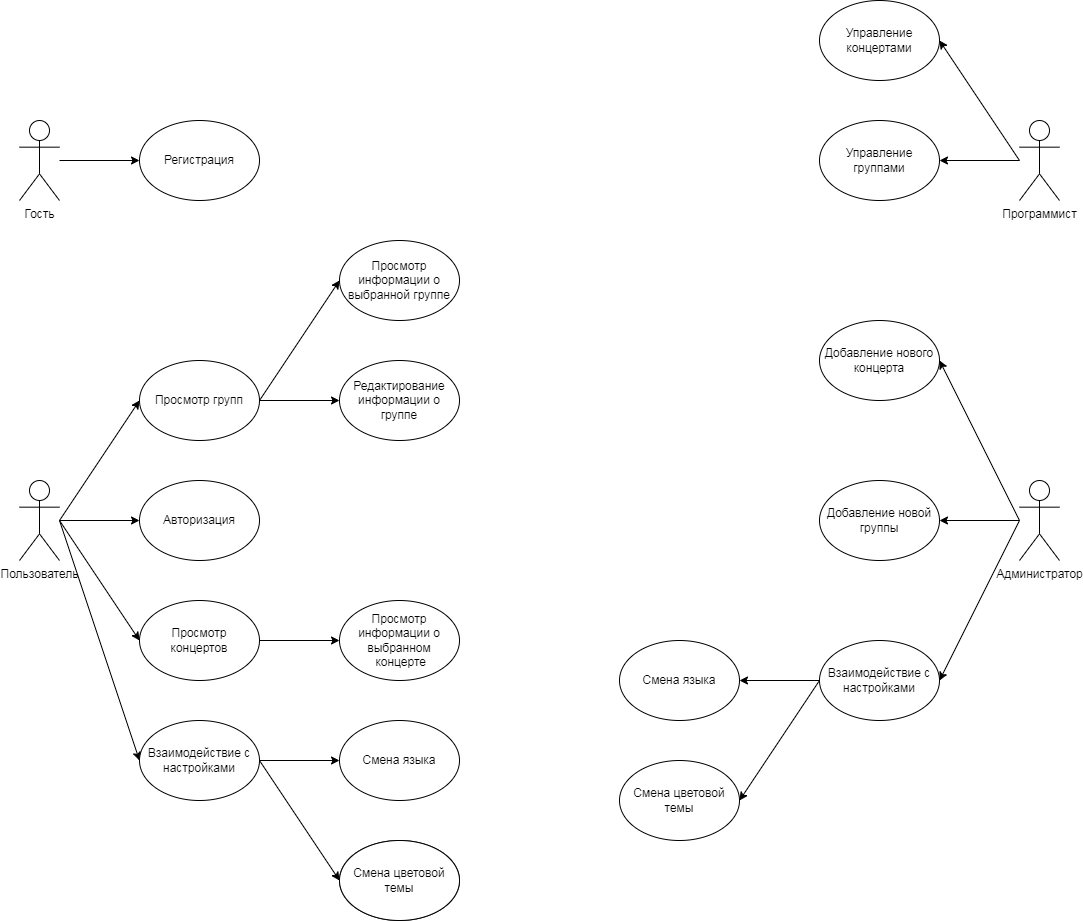 Управление
концертами
Регистрация
Управление
группами
Гость
Программист
Просмотр
информации о
выбранной группе
Добавление нового
концерта
Просмотр групп
Редактирование
информации о
группе
Авторизация
Добавление новой
группы
Пользователь
Администратор
Просмотр
концертов
Просмотр
информации о
выбранном
концерте
Смена языка
Взаимодействие с
настройками
Взаимодействие с
настройками
Смена языка
Смена цветовой
темы
Смена цветовой
темы